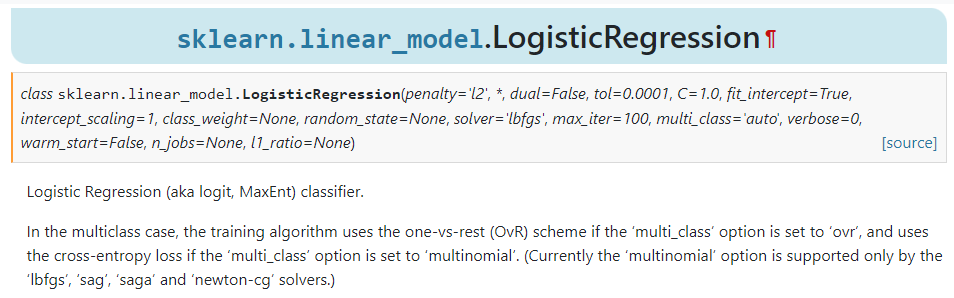 sklearn.linear_model.LogisticRegression¶
class sklearn.linear_model.LogisticRegression(penalty='l2', *, dual=False, tol=0.0001, C=1.0, fit_intercept=True,
intercept_scaling=1, class_weight=None, random_state=None, solver='lbfgs', max_iter=100, multi_class='auto', verbose=0,
warm_start=False, n_jobs=None, l1_ratio=None) [source]
Logistic Regression (aka logit, MaxEnt) classifier.
In the multiclass case, the training algorithm uses the one-vs-rest (OvR) scheme if the ‘multi_class’ option is set to ‘ovr’, and uses
the cross-entropy loss if the ‘multi_class’ option is set to ‘multinomial’. (Currently the ‘multinomial’ option is supported only by the
‘lbfgs’, ‘sag’, ‘saga’ and ‘newton-cg’ solvers.)